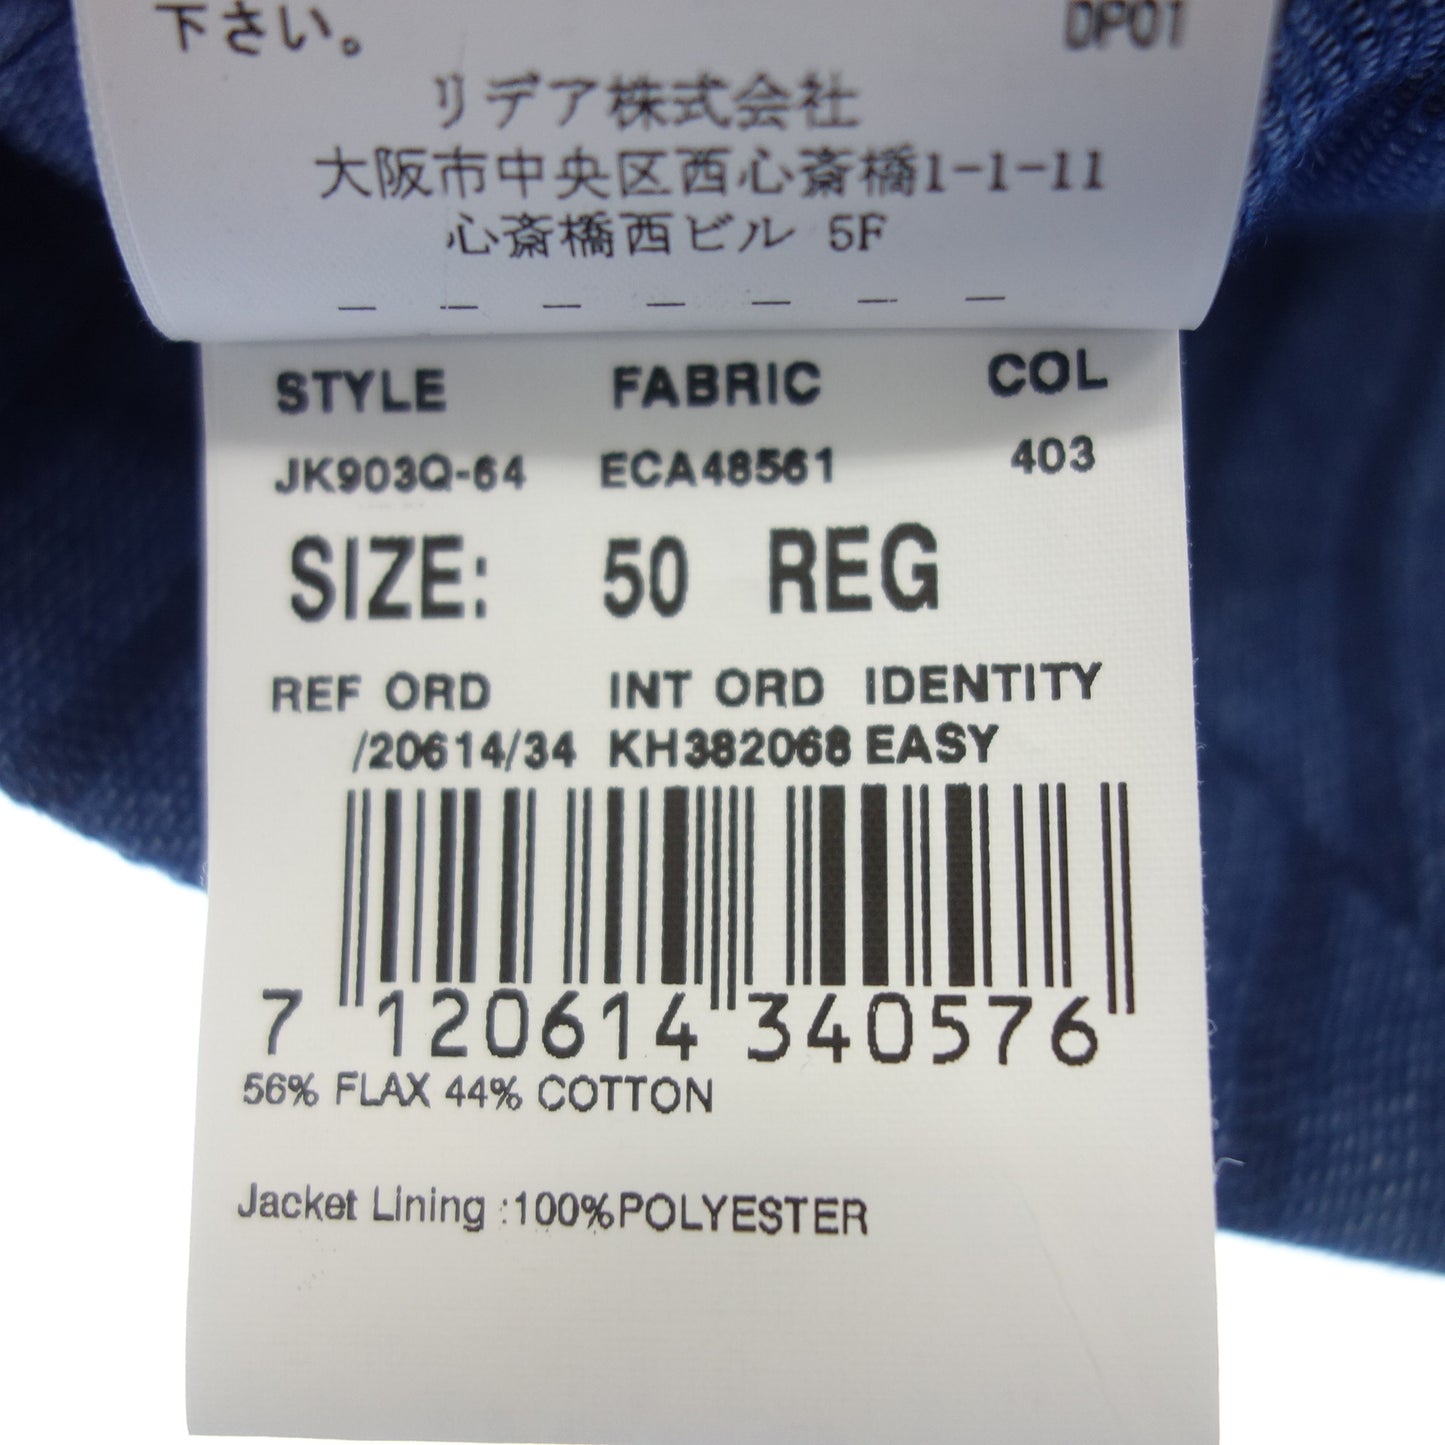 下さい。 DP01
リデア株式会社
大阪市中央区西心斎橋1-1-11
心斎橋西ビル 5F
STYLE FABRIC COL
JK903Q-64 ECA48561 403
SIZE: 50 REG
REF ORD INT ORD IDENTITY
/20614/34 KH382068 EASY
7 120614 340576
56% FLAX 44% COTTON
Jacket Lining :100%POLYESTER